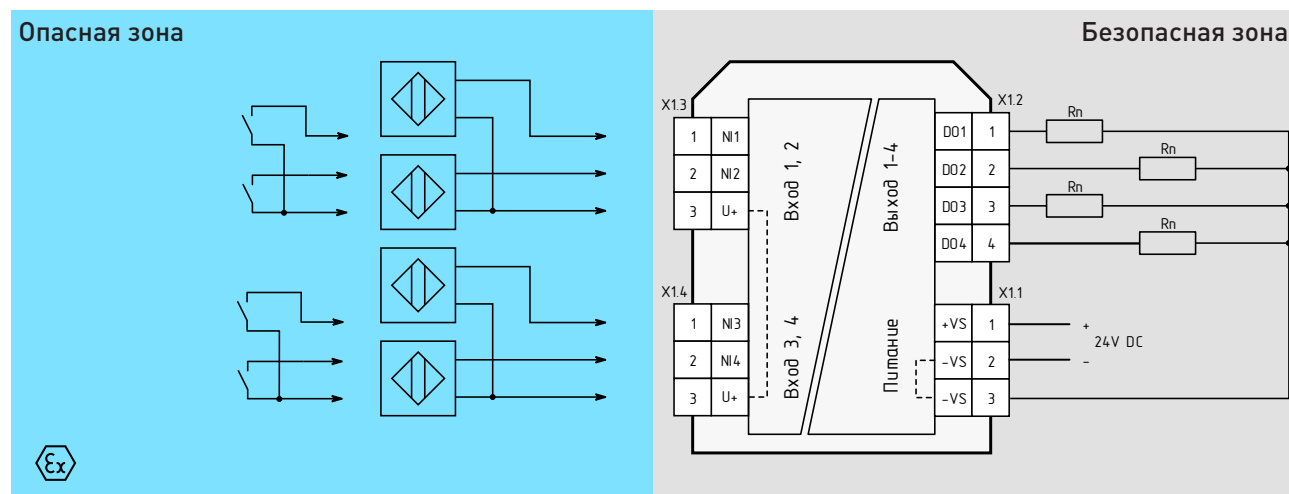 Опасная зона
Безопасная зона
X1.3
1 NI1
2 NI2
3 U+
Вход 1, 2
X1.4
1 NI3
2 NI4
3 U+
Вход 3, 4
Выход 1-4
X1.2
DO1 1
DO2 2
DO3 3
DO4 4
Rn
Rn
Rn
Rn
Питание
X1.1
+VS 1
-VS 2
-VS 3
+
24V DC
-
Ex